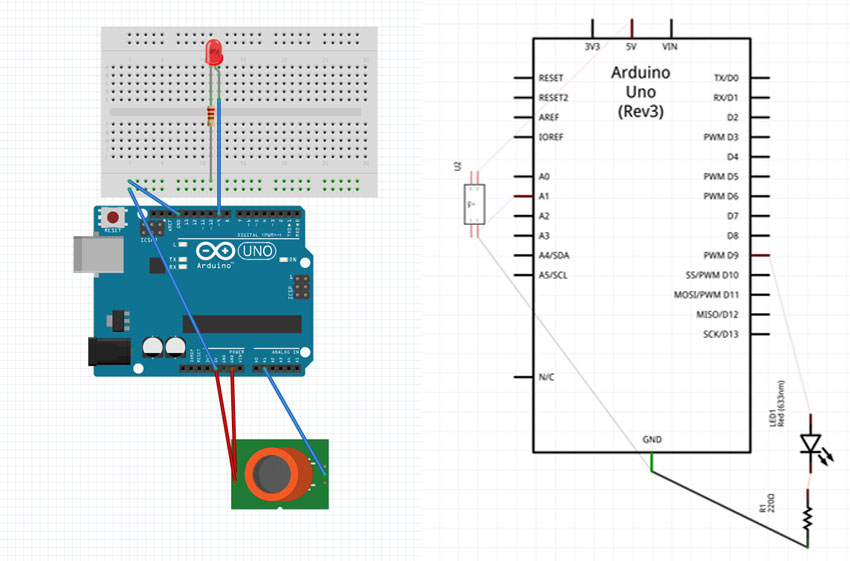 RESET
ICSP
L
TX
RX
Arduino™
UNO
ON
DIGITAL (PWM=~)
ICSP
POWER
ANALOG IN
3V3
5V
VIN
Arduino
Uno
(Rev3)
RESET
RESET2
AREF
IOREF
A0
A1
A2
A3
A4/SDA
A5/SCL
N/C
TX/D0
RX/D1
D2
PWM D3
D4
PWM D5
PWM D6
D7
D8
PWM D9
SS/PWM D10
MOSI/PWM D11
MISO/D12
SCK/D13
GND
U2
LED1
Red (633nm)
R1
220Ω